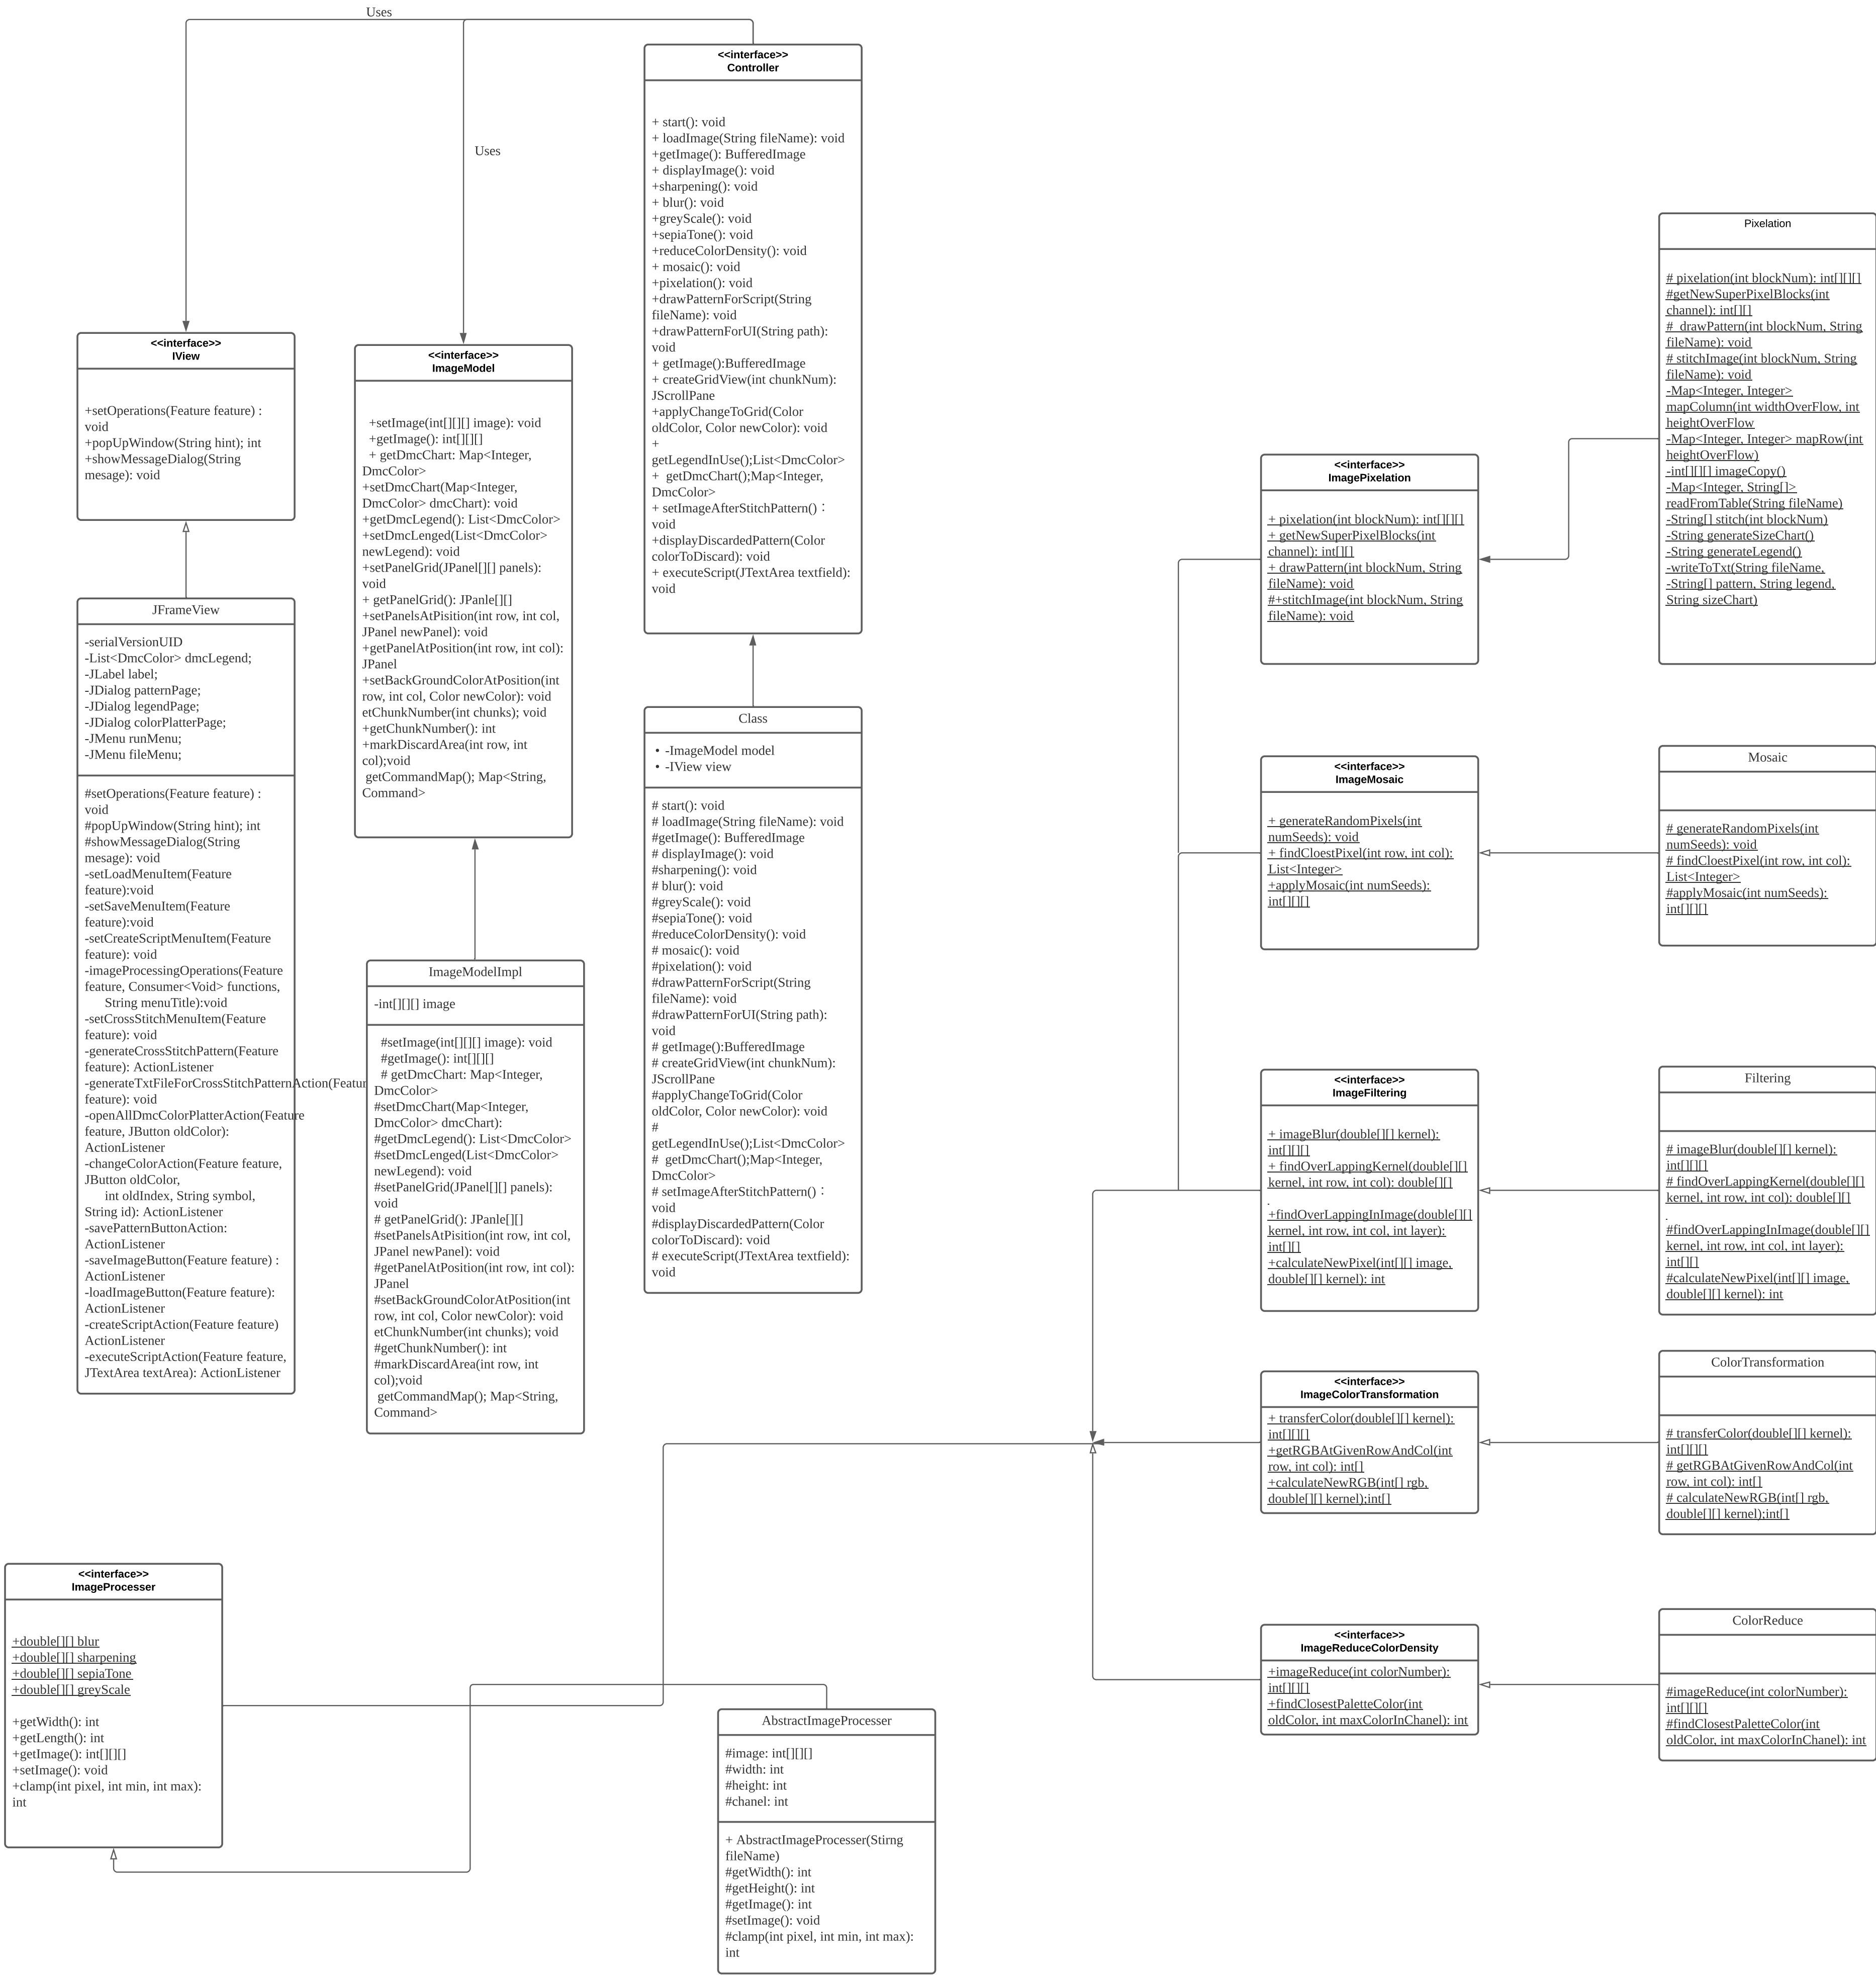 Uses
Uses
<<interface>>
Controller
+ start(): void
+ loadImage(String fileName): void
+getImage(): BufferedImage
+ displayImage(): void
+sharpening(): void
+ blur(): void
+greyScale(): void
+sepiaTone(): void
+reduceColorDensity(): void
+ mosaic(): void
+pixelation(): void
+drawPatternForScript(String
fileName): void
+drawPatternForUI(String path):
void
+ getImage():BufferedImage
+ createGridView(int chunkNum):
JScrollPane
+applyChangeToGrid(Color
oldColor, Color newColor): void
+
getLegendInUse();List<DmcColor>
+  getDmcChart();Map<Integer,
DmcColor>
+ setImageAfterStitchPattern()：
void
+displayDiscardedPattern(Color
colorToDiscard): void
+ executeScript(JTextArea textfield):
void
<<interface>>
IView
+setOperations(Feature feature) :
void
+popUpWindow(String hint); int
+showMessageDialog(String
mesage): void
<<interface>>
ImageModel
+setImage(int[][][] image): void
+getImage(): int[][][]
+ getDmcChart: Map<Integer,
DmcColor>
+setDmcChart(Map<Integer,
DmcColor> dmcChart): void
+getDmcLegend(): List<DmcColor>
+setDmcLenged(List<DmcColor>
newLegend): void
+setPanelGrid(JPanel[][] panels):
void
+ getPanelGrid(): JPanle[][]
+setPanelsAtPisition(int row, int col,
JPanel newPanel): void
+getPanelAtPosition(int row, int col):
JPanel
+setBackGroundColorAtPosition(int
row, int col, Color newColor): void
etChunkNumber(int chunks); void
+getChunkNumber(): int
+markDiscardArea(int row, int
col);void
getCommandMap(); Map<String,
Command>
JFrameView
-serialVersionUID
-List<DmcColor> dmcLegend;
-JLabel label;
-JDialog patternPage;
-JDialog legendPage;
-JDialog colorPlatterPage;
-JMenu runMenu;
-JMenu fileMenu;
#setOperations(Feature feature) :
void
#popUpWindow(String hint); int
#showMessageDialog(String
mesage): void
-setLoadMenuItem(Feature
feature):void
-setSaveMenuItem(Feature
feature):void
-setCreateScriptMenuItem(Feature
feature): void
-imageProcessingOperations(Feature
feature, Consumer<Void> functions,
String menuTitle):void
-setCrossStitchMenuItem(Feature
feature): void
-generateCrossStitchPattern(Feature
feature): ActionListener
-generateTxtFileForCrossStitchPatternAction(Featur
feature): void
-openAllDmcColorPlatterAction(Feature
feature, JButton oldColor):
ActionListener
-changeColorAction(Feature feature,
JButton oldColor,
int oldIndex, String symbol,
String id): ActionListener
-savePatternButtonAction:
ActionListener
-saveImageButton(Feature feature) :
ActionListener
-loadImageButton(Feature feature):
ActionListener
-createScriptAction(Feature feature)
ActionListener
-executeScriptAction(Feature feature,
JTextArea textArea): ActionListener
ImageModelImpl
-int[][][] image
#setImage(int[][][] image): void
#getImage(): int[][][]
# getDmcChart: Map<Integer,
DmcColor>
#setDmcChart(Map<Integer,
DmcColor> dmcChart):
#getDmcLegend(): List<DmcColor>
#setDmcLenged(List<DmcColor>
newLegend): void
#setPanelGrid(JPanel[][] panels):
void
# getPanelGrid(): JPanle[][]
#setPanelsAtPisition(int row, int col,
JPanel newPanel): void
#getPanelAtPosition(int row, int col):
JPanel
#setBackGroundColorAtPosition(int
row, int col, Color newColor): void
etChunkNumber(int chunks); void
#getChunkNumber(): int
#markDiscardArea(int row, int
col);void
getCommandMap(); Map<String,
Command>
Class
• -ImageModel model
• -IView view
# start(): void
# loadImage(String fileName): void
#getImage(): BufferedImage
# displayImage(): void
#sharpening(): void
# blur(): void
#greyScale(): void
#sepiaTone(): void
#reduceColorDensity(): void
# mosaic(): void
#pixelation(): void
#drawPatternForScript(String
fileName): void
#drawPatternForUI(String path):
void
# getImage():BufferedImage
# createGridView(int chunkNum):
JScrollPane
#applyChangeToGrid(Color
oldColor, Color newColor): void
#
getLegendInUse();List<DmcColor>
#  getDmcChart();Map<Integer,
DmcColor>
# setImageAfterStitchPattern()：
void
#displayDiscardedPattern(Color
colorToDiscard): void
# executeScript(JTextArea textfield):
void
<<interface>>
ImagePixelation
+ pixelation(int blockNum): int[][][]
+ getNewSuperPixelBlocks(int
channel): int[][]
+ drawPattern(int blockNum, String
fileName): void
#+stitchImage(int blockNum, String
fileName): void
Pixelation
# pixelation(int blockNum): int[][][]
#getNewSuperPixelBlocks(int
channel): int[][]
#  drawPattern(int blockNum, String
fileName): void
# stitchImage(int blockNum, String
fileName): void
-Map<Integer, Integer>
mapColumn(int widthOverFlow, int
heightOverFlow
-Map<Integer, Integer> mapRow(int
heightOverFlow)
-int[][][] imageCopy()
-Map<Integer, String[]>
readFromTable(String fileName)
-String[] stitch(int blockNum)
-String generateSizeChart()
-String generateLegend()
-writeToTxt(String fileName,
-String[] pattern, String legend,
String sizeChart)
<<interface>>
ImageMosaic
+ generateRandomPixels(int
numSeeds): void
+ findCloestPixel(int row, int col):
List<Integer>
+applyMosaic(int numSeeds):
int[][][]
Mosaic
# generateRandomPixels(int
numSeeds): void
# findCloestPixel(int row, int col):
List<Integer>
#applyMosaic(int numSeeds):
int[][][]
<<interface>>
ImageFiltering
+ imageBlur(double[][] kernel):
int[][][]
+ findOverLappingKernel(double[][]
kernel, int row, int col): double[][]
.
+findOverLappingInImage(double[][]
kernel, int row, int col, int layer):
int[][]
+calculateNewPixel(int[][] image,
double[][] kernel): int
Filtering
# imageBlur(double[][] kernel):
int[][][]
# findOverLappingKernel(double[][]
kernel, int row, int col): double[][]
.
#findOverLappingInImage(double[][]
kernel, int row, int col, int layer):
int[][]
#calculateNewPixel(int[][] image,
double[][] kernel): int
<<interface>>
ImageColorTransformation
+ transferColor(double[][] kernel):
int[][][]
+getRGBAtGivenRowAndCol(int
row, int col): int[]
+calculateNewRGB(int[] rgb,
double[][] kernel);int[]
ColorTransformation
# transferColor(double[][] kernel):
int[][][]
# getRGBAtGivenRowAndCol(int
row, int col): int[]
# calculateNewRGB(int[] rgb,
double[][] kernel);int[]
<<interface>>
ImageReduceColorDensity
+imageReduce(int colorNumber):
int[][][]
+findClosestPaletteColor(int
oldColor, int maxColorInChanel): int
ColorReduce
#imageReduce(int colorNumber):
int[][][]
#findClosestPaletteColor(int
oldColor, int maxColorInChanel): int
<<interface>>
ImageProcesser
+double[][] blur
+double[][] sharpening
+double[][] sepiaTone
+double[][] greyScale
+getWidth(): int
+getLength(): int
+getImage(): int[][][]
+setImage(): void
+clamp(int pixel, int min, int max):
int
AbstractImageProcesser
#image: int[][][]
#width: int
#height: int
#chanel: int
+ AbstractImageProcesser(Stirng
fileName)
#getWidth(): int
#getHeight(): int
#getImage(): int
#setImage(): void
#clamp(int pixel, int min, int max):
int